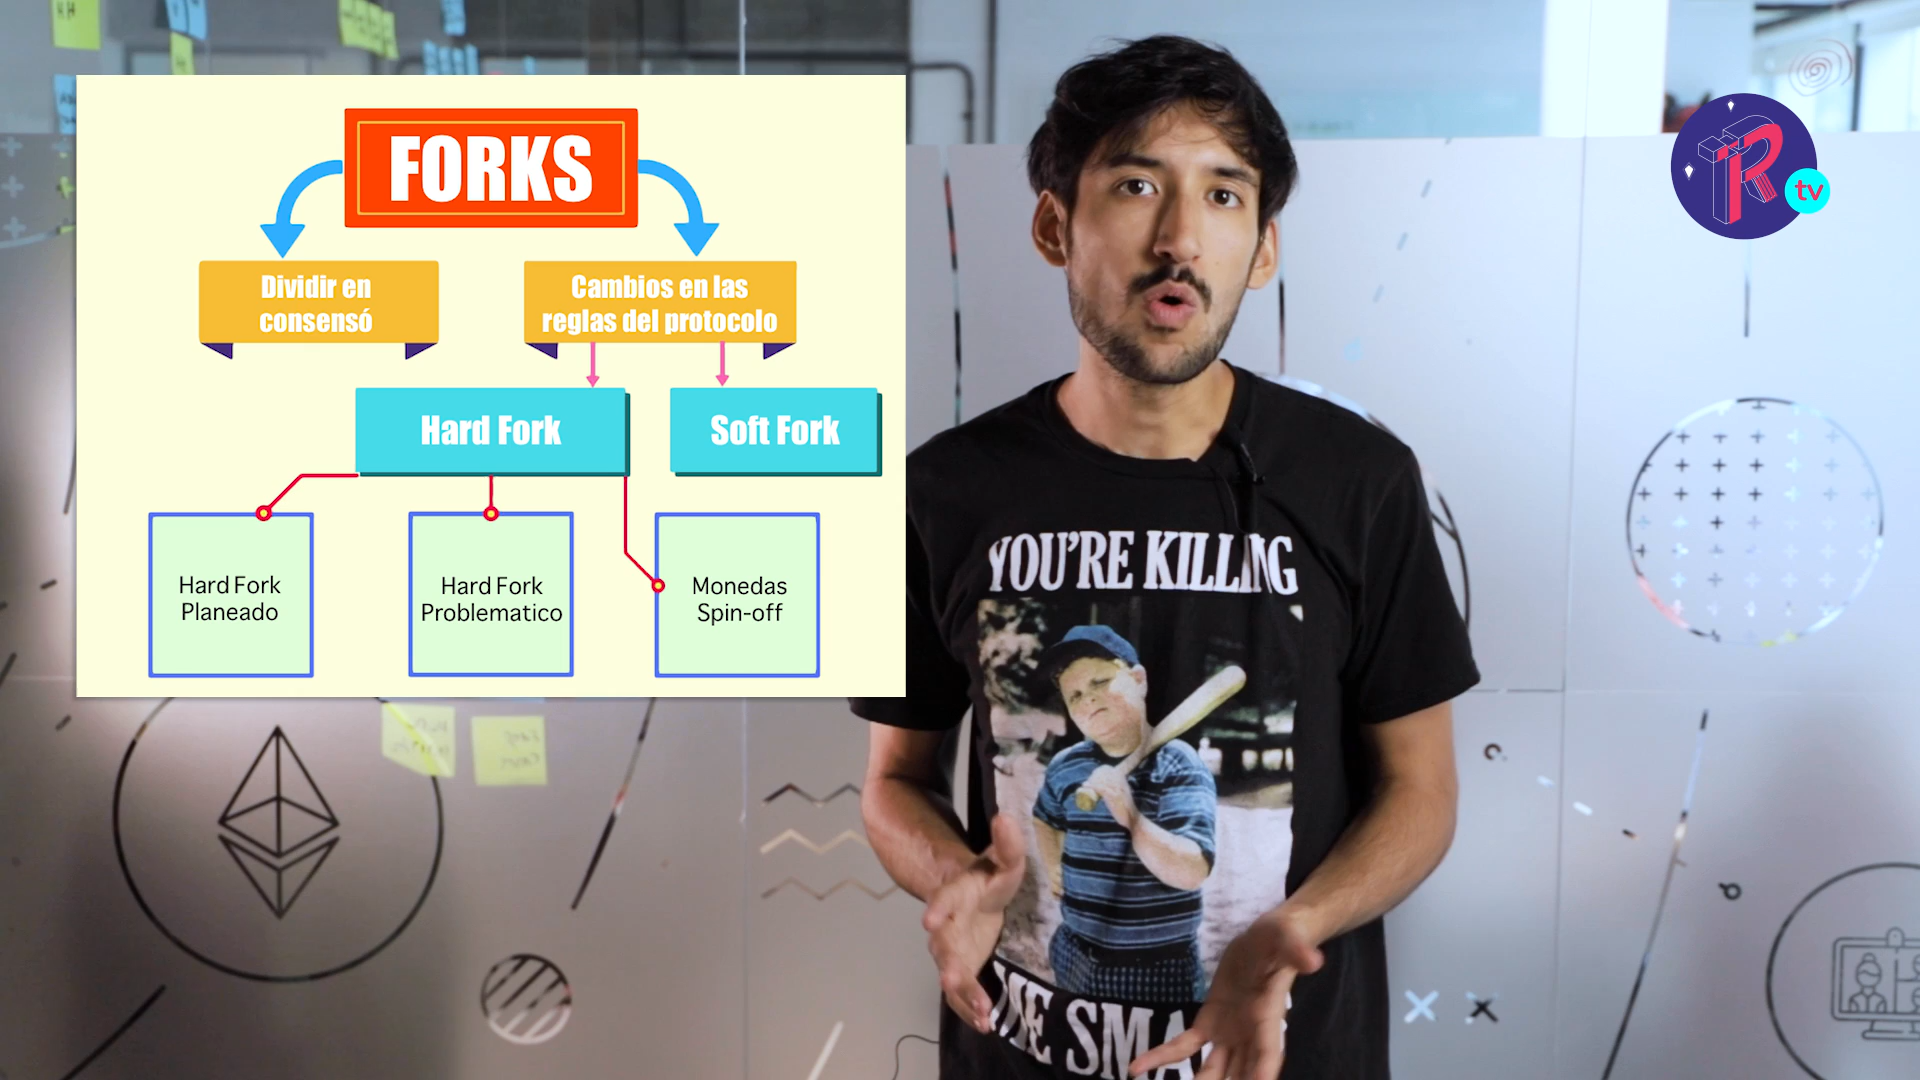 FORKS
Dividir en
consensó
Cambios en las
reglas del protocolo
Hard Fork
Soft Fork
Hard Fork
Planeado
Hard Fork
Problematico
Monedas
Spin-off
tv
YOU'RE KILLING
ME